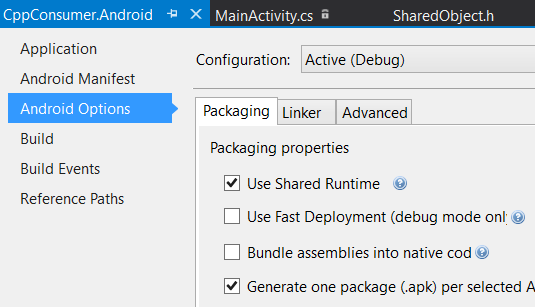 CppConsumer.Android MainActivity.cs SharedObject.h
Application
Android Manifest
Android Options
Build
Build Events
Reference Paths
Configuration: Active (Debug)
Packaging Linker Advanced
Packaging properties
Use Shared Runtime
Use Fast Deployment (debug mode only
Bundle assemblies into native cod
Generate one package (.apk) per selected A